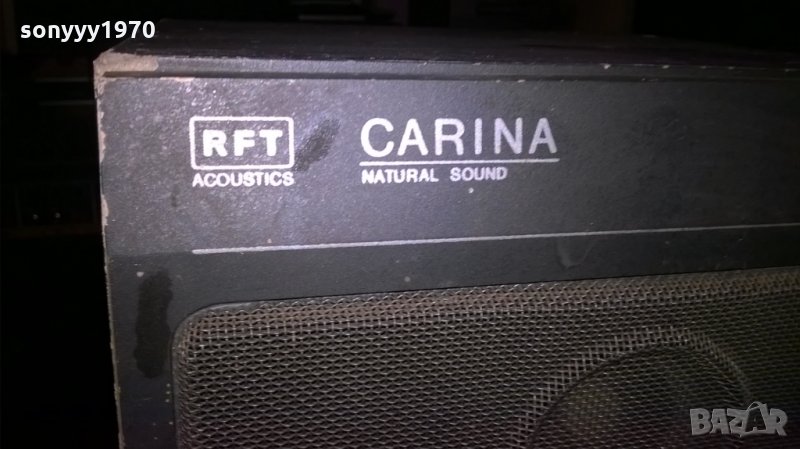 sonyyy1970
RFT
ACOUSTICS
CARINA
NATURAL SOUND
BAZAR